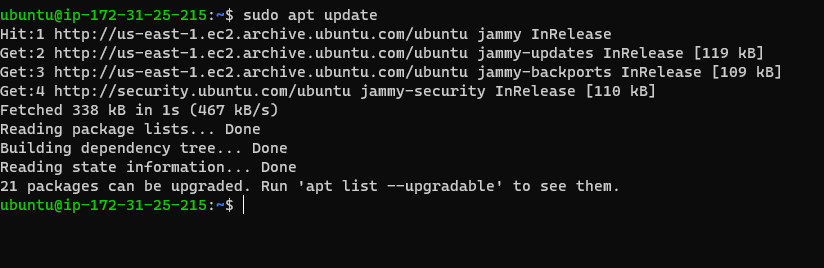 ubuntu@ip-172-31-25-215:~$ sudo apt update
Hit:1 http://us-east-1.ec2.archive.ubuntu.com/ubuntu jammy InRelease
Get:2 http://us-east-1.ec2.archive.ubuntu.com/ubuntu jammy-updates InRelease [119 kB]
Get:3 http://us-east-1.ec2.archive.ubuntu.com/ubuntu jammy-backports InRelease [109 kB]
Get:4 http://security.ubuntu.com/ubuntu jammy-security InRelease [110 kB]
Fetched 338 kB in 1s (467 kB/s)
Reading package lists... Done
Building dependency tree... Done
Reading state information... Done
21 packages can be upgraded. Run 'apt list --upgradable' to see them.
ubuntu@ip-172-31-25-215:~$